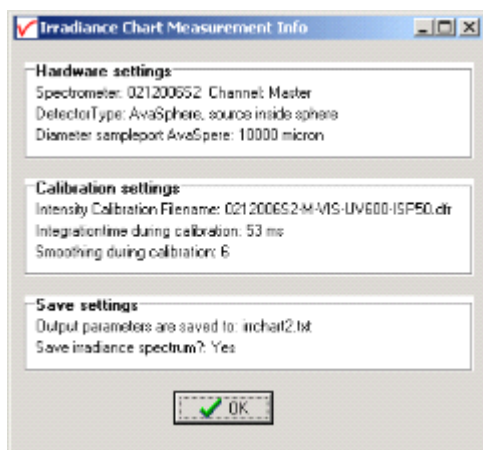 Irradiance Chart Measurement Info
Hardware settings
Spectrometer: 0212006S2 Channel: Master
DetectorType: AvaSphere, source inside sphere
Diameter sampleport AvaSpere: 10000 micron
Calibration settings
Intensity Calibration Filename: 0212006S2-M-VIS-UV600-ISP50.dfr
Integrationtime during calibration: 53 ms
Smoothing during calibration: 6
Save settings
Output parameters are saved to: irrchart2.txt
Save irradiance spectrum?: Yes
OK